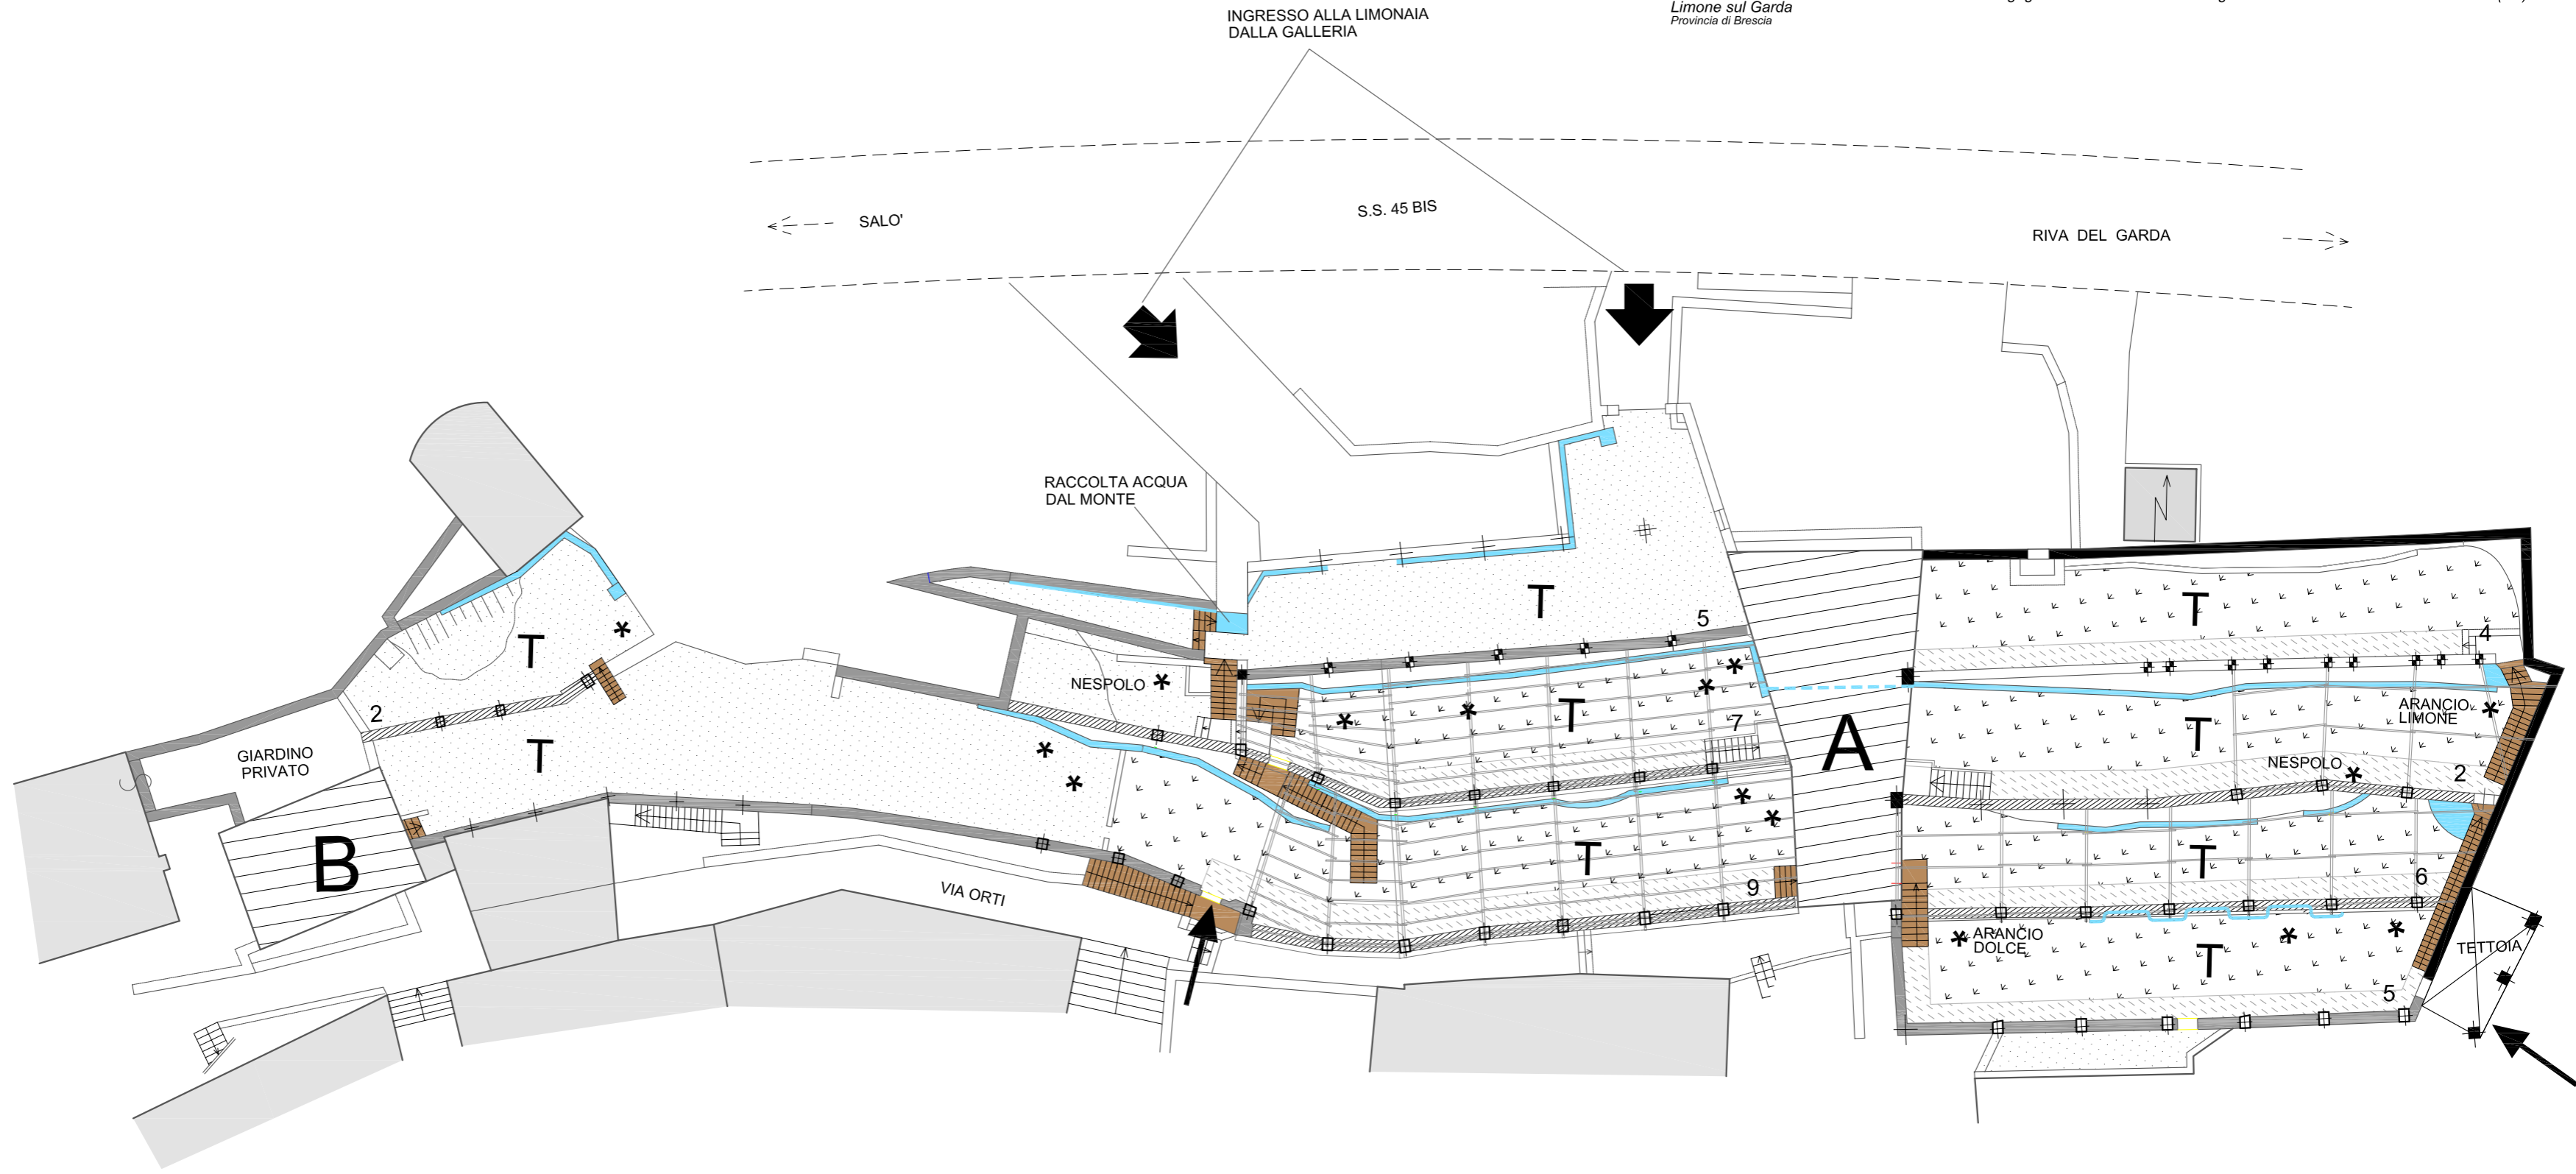 Limone sul Garda
Provincia di Brescia
INGRESSO ALLA LIMONAIA
DALLA GALLERIA
SALO'
S.S. 45 BIS
RIVA DEL GARDA
RACCOLTA ACQUA
DAL MONTE
N
T
T
5
T
4
NESPOLO
2
T
7
T
ARANCIO
LIMONE
A
GIARDINO
PRIVATO
T
NESPOLO
2
B
T
T
9
6
VIA ORTI
ARANCIO
DOLCE
T
TETTOIA
5